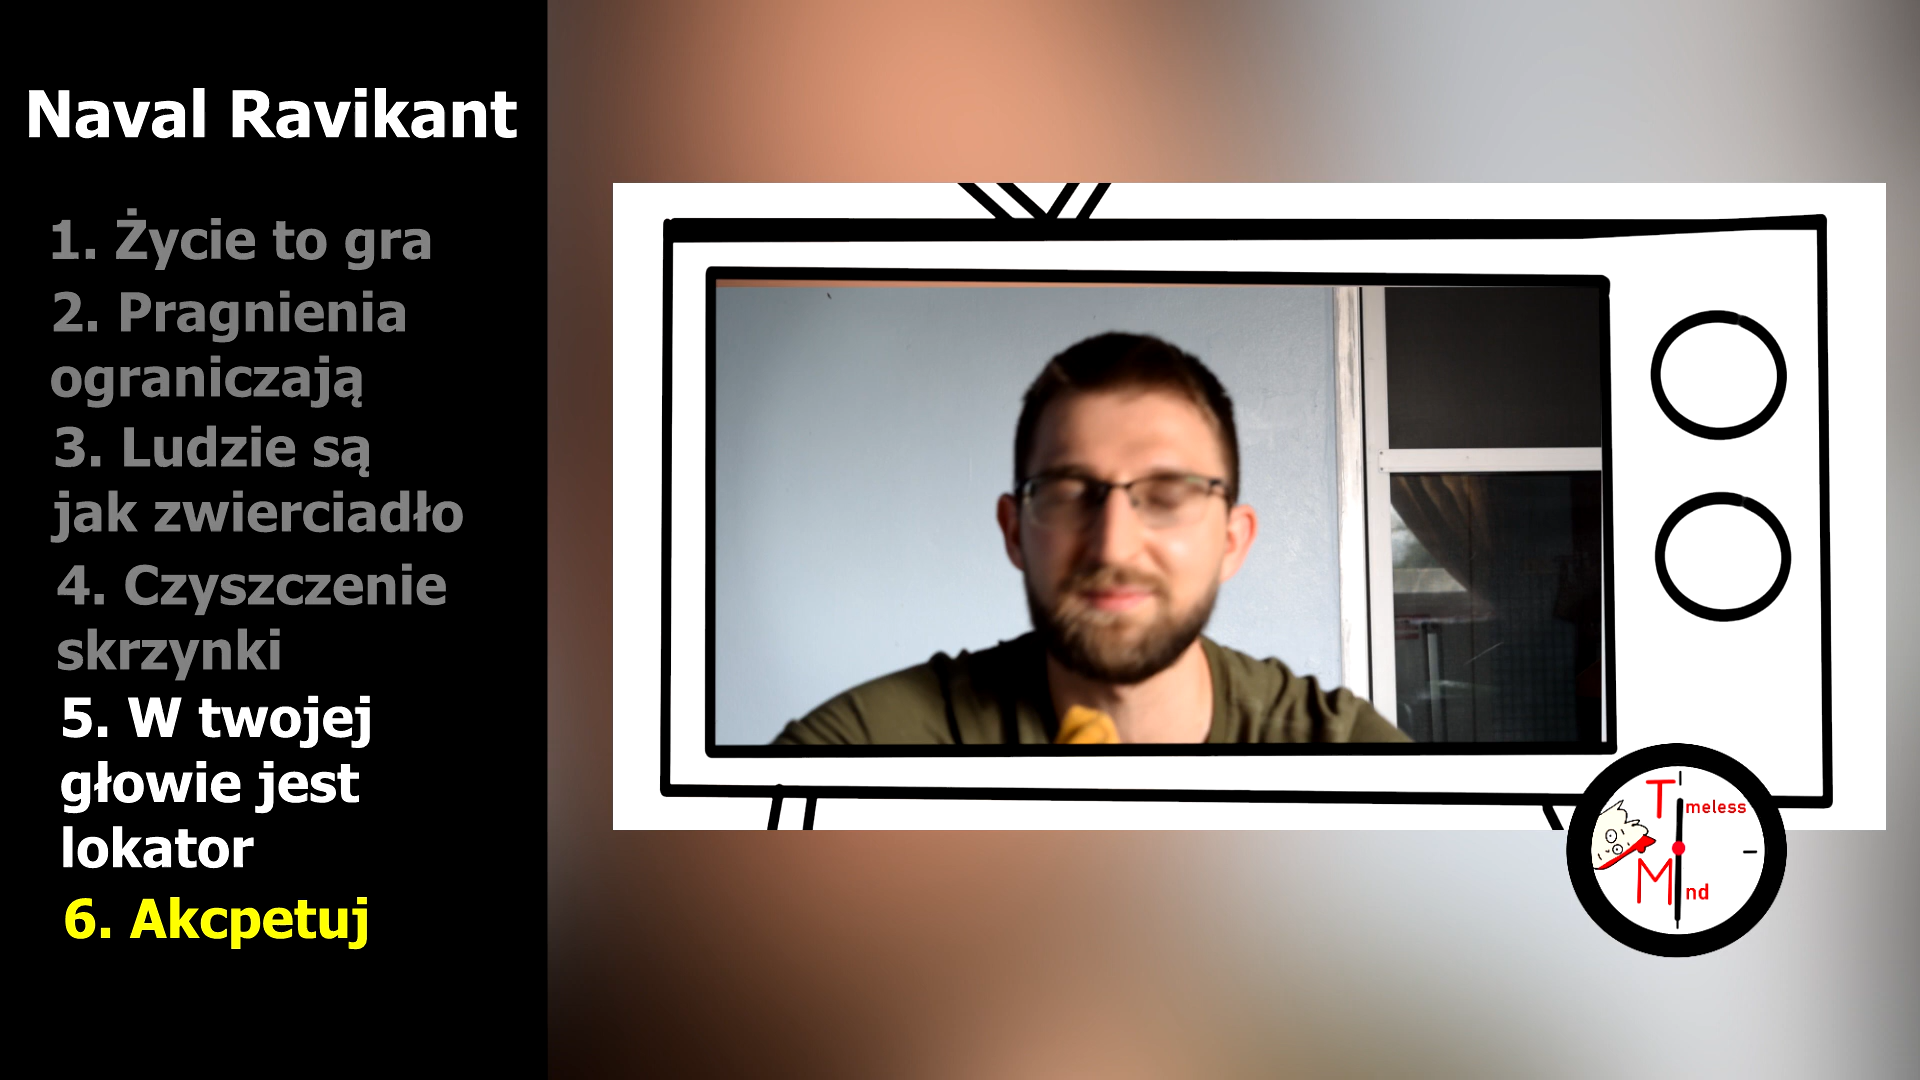 Naval Ravikant
1. Życie to gra
2. Pragnienia
ograniczają
3. Ludzie są
jak zwierciadło
4. Czyszczenie
skrzynki
5. W twojej
głowie jest
lokator
6. Akcpetuj
Timeless
M nd